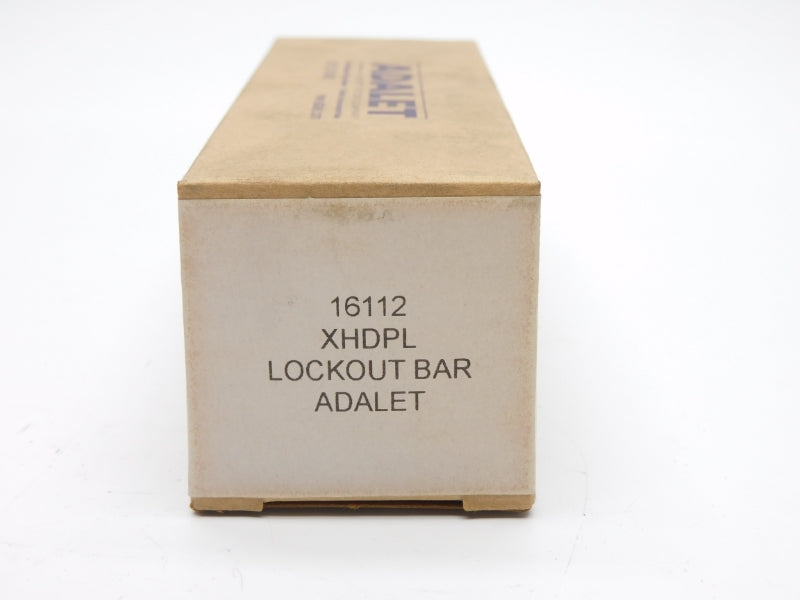 ADALET
16112
XHDPL
LOCKOUT BAR
ADALET